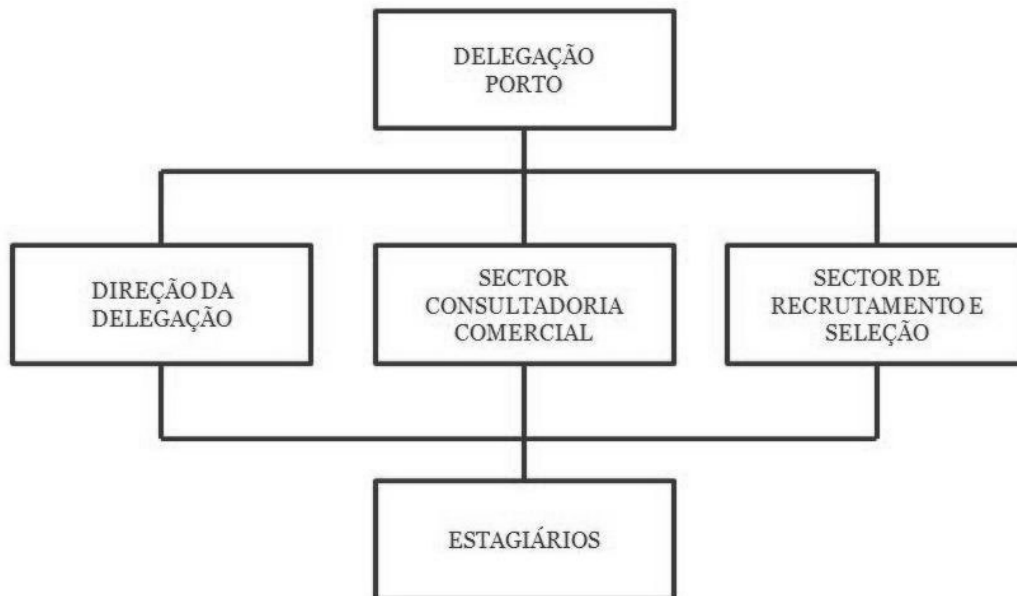 DELEGAÇÃO
PORTO
DIREÇÃO DA
DELEGAÇÃO
SECTOR
CONSULTADORIA
COMERCIAL
SECTOR DE
RECRUTAMENTO E
SELEÇÃO
ESTAGIÁRIOS